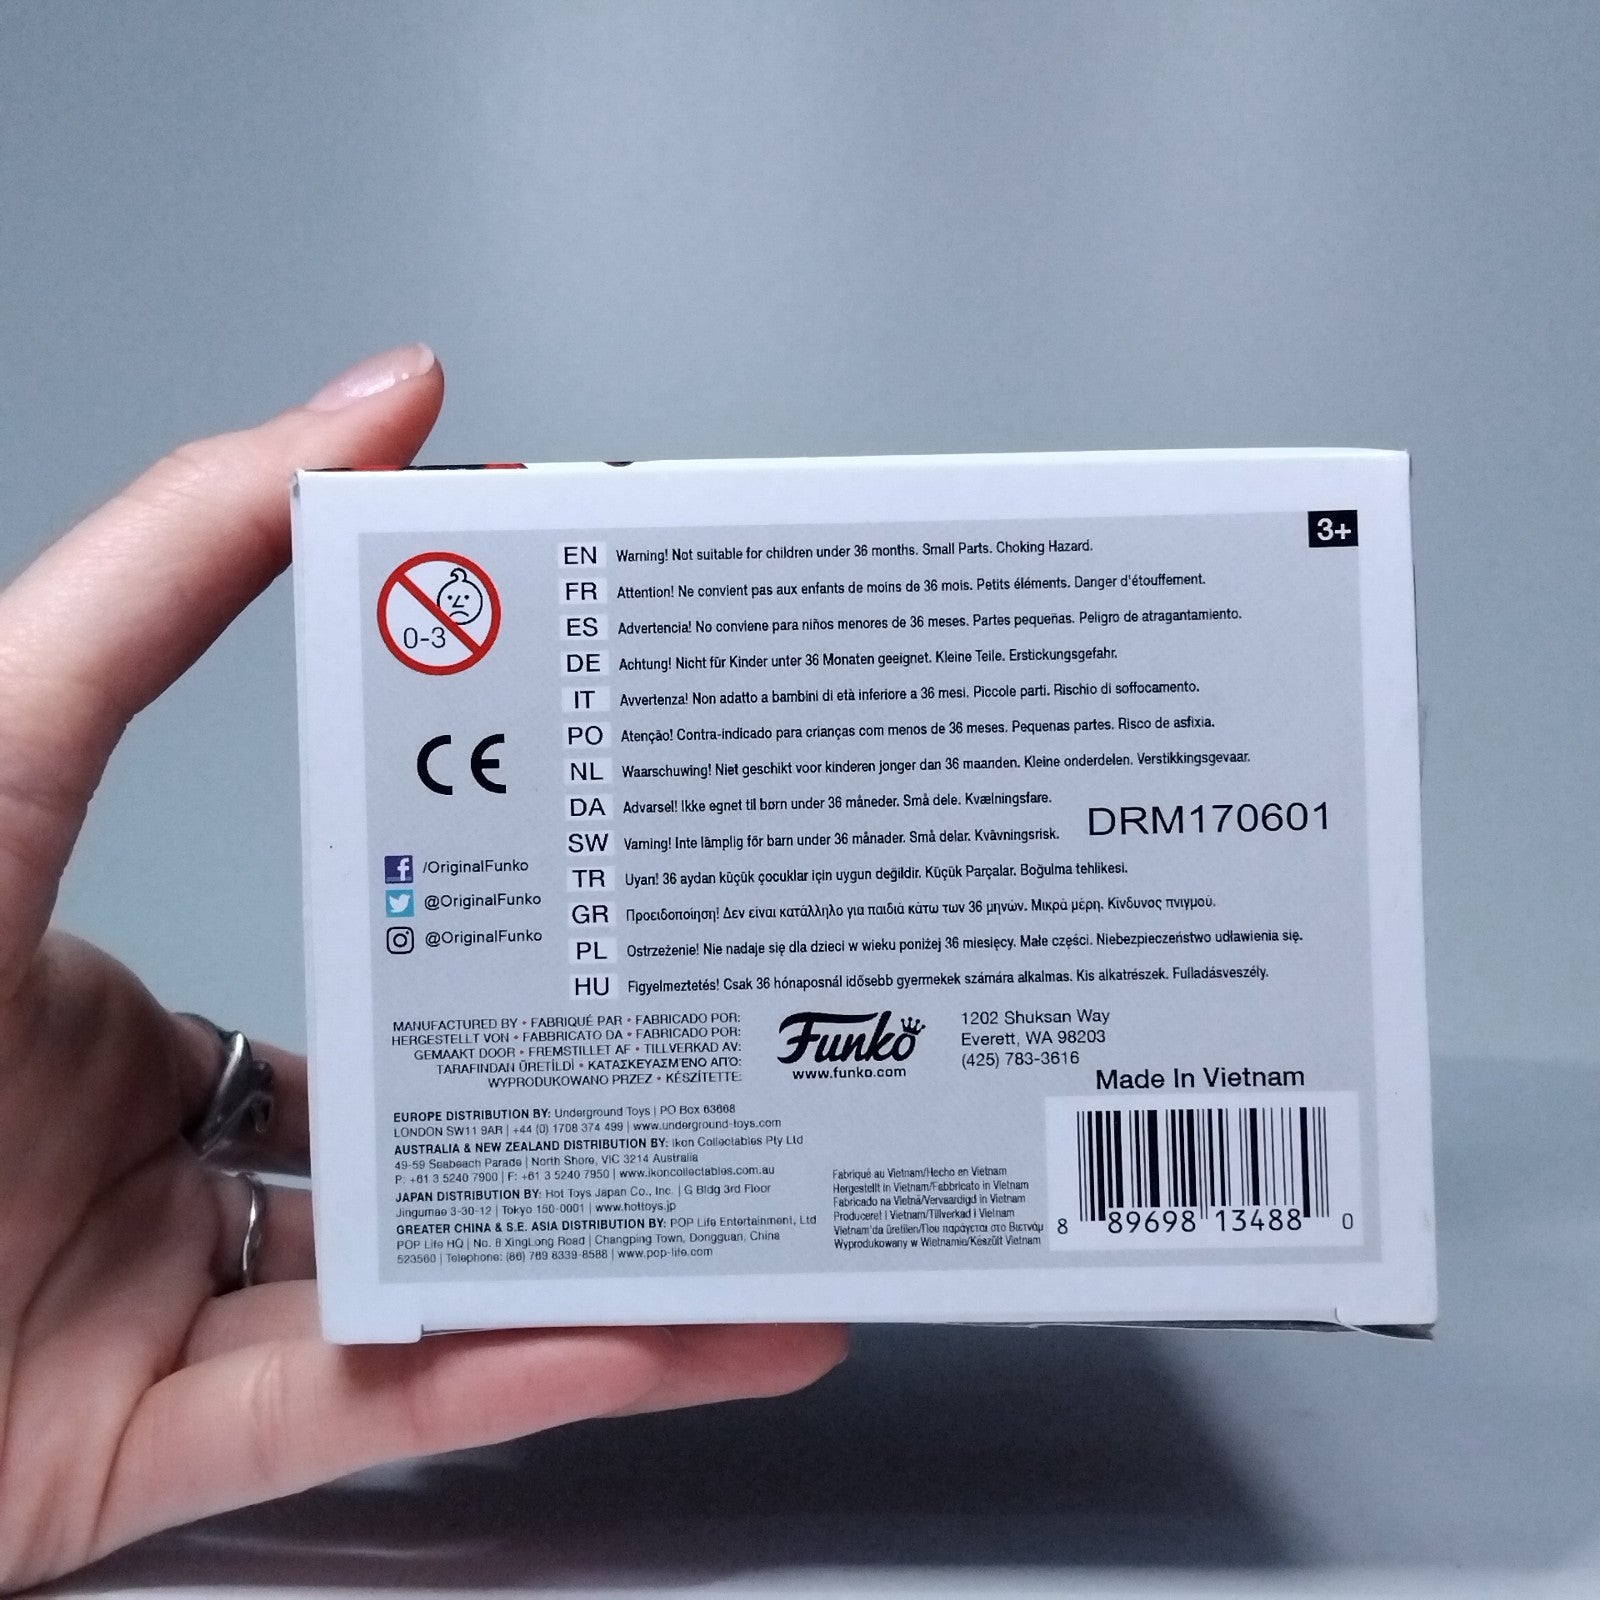 3+
0-3
EN Warning! Not suitable for children under 36 months. Small Parts. Choking Hazard.
FR Attention! Ne convient pas aux enfants de moins de 36 mois. Petits éléments. Danger d'étouffement.
ES Advertencia! No conviene para niños menores de 36 meses. Partes pequeñas. Peligro de atragantamiento.
DE Achtung! Nicht für Kinder unter 36 Monaten geeignet. Kleine Teile. Erstickungsgefahr.
IT Avvertenza! Non adatto a bambini di età inferiore a 36 mesi. Piccole parti. Rischio di soffocamento.
PO Atenção! Contra-indicado para crianças com menos de 36 meses. Pequenas partes. Risco de asfixia.
NL Waarschuwing! Niet geschikt voor kinderen jonger dan 36 maanden. Kleine onderdelen. Verstikkingsgevaar.
DA Advarsel! Ikke egnet til børn under 36 måneder. Små dele. Kvælningsfare.
SW Varning! Inte lämplig för barn under 36 månader. Små delar. Kvävningsrisk.
TR Uyan! 36 aydan küçük çocuklar için uygun değildir. Küçük Parçalar. Boğulma tehlikesi.
GR Προειδοποίηση! Δεν είναι κατάλληλο για παιδιά κάτω των 36 μηνών. Μικρά μέρη. Κίνδυνος πνιγμού.
PL Ostrzeżenie! Nie nadaje się dla dzieci w wieku poniżej 36 miesięcy. Małe części. Niebezpieczeństwo udławienia się.
HU Figyelmeztetés! Csak 36 hónaposnál idősebb gyermekek számára alkalmas. Kis alkatrészek. Fulladásveszély.
CE
DRM170601
/OriginalFunko
@OriginalFunko
@OriginalFunko
MANUFACTURED BY • FABRIQUÉ PAR • FABRICADO POR:
HERGESTELLT VON • FABBRICATO DA • FABRICADO POR:
GEMAAKT DOOR • FREMSTILLET AF • TILLVERKAD AV:
TARAFINDAN ÜRETİLDİ • ΚΑΤΑΣΚΕΥΑΣΜΈΝΟ ΑΠΌ:
WYPRODUKOWANO PRZEZ • KÉSZÍTETTE:
Funko
www.funko.com
1202 Shuksan Way
Everett, WA 98203
(425) 783-3616
Made In Vietnam
EUROPE DISTRIBUTION BY: Underground Toys | PO Box 63668
LONDON SW11 9AR | +44 (0) 1708 374 499 | www.underground-toys.com
AUSTRALIA & NEW ZEALAND DISTRIBUTION BY: Ikon Collectables Pty Ltd
49-59 Seabeach Parade | North Shore, VIC 3214 Australia
P: +61 3 5240 7900 | F: +61 3 5240 7950 | www.ikoncollectables.com.au
JAPAN DISTRIBUTION BY: Hot Toys Japan Co., Inc. | G Bldg 3rd Floor
Jingumae 3-30-12 | Tokyo 150-0001 | www.hottoys.jp
GREATER CHINA & S.E. ASIA DISTRIBUTION BY: POP Life Entertainment, Ltd
POP Life HQ | No. 8 XingLong Road | Changping Town, Dongguan, China
523560 | Telephone: (86) 769 8339-8588 | www.pop-life.com
Fabriqué au Vietnam/Hecho en Vietnam
Hergestellt in Vietnam/Fabbricato in Vietnam
Fabricado na Vietnã/Vervaardigd in Vietnam
Produceret i Vietnam/Tillverkad i Vietnam
Vietnam'da üretilen/Που παράγεται στο Βιετνάμ
Wyprodukowany w Wietnamie/Készült Vietnam
8 89698 13488 0